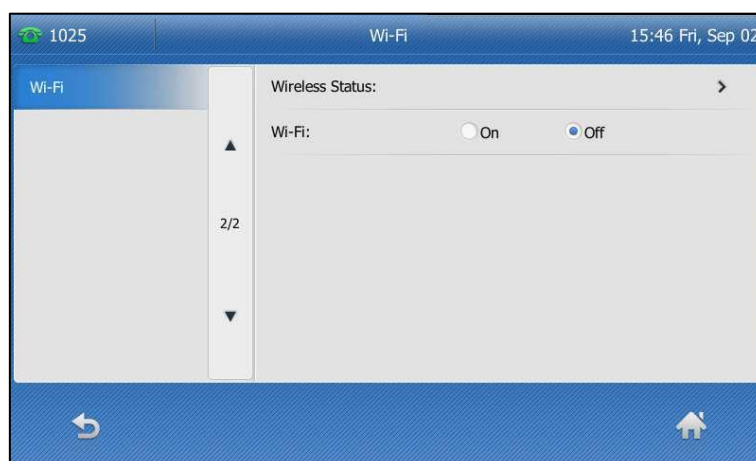 1025 Wi-Fi 15:46 Fri, Sep 02
Wi-Fi
Wireless Status:
Wi-Fi: On Off
2/2